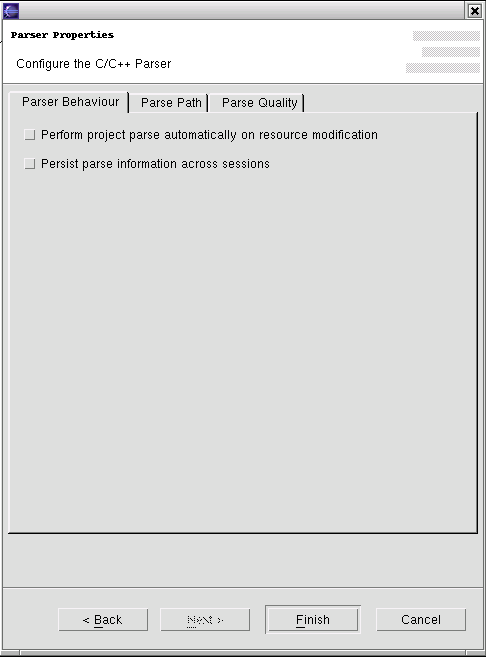 Parser Properties
Configure the C/C++ Parser
Parser Behaviour Parse Path Parse Quality
Perform project parse automatically on resource modification
Persist parse information across sessions
< Back Next > Finish Cancel